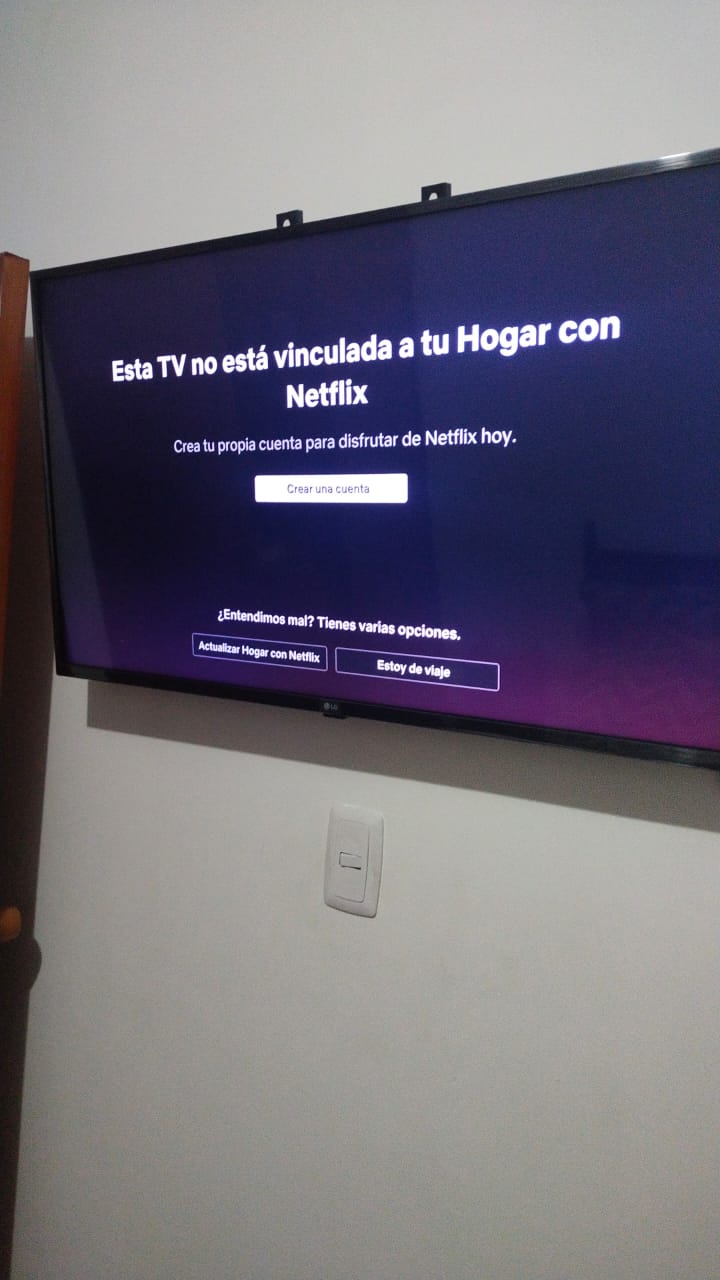 Esta TV no está vinculada a tu Hogar con
Netflix
Crea tu propia cuenta para disfrutar de Netflix hoy.
Crear una cuenta
¿Entendimos mal? Tienes varias opciones.
Actualizar Hogar con Netflix
Estoy de viaje
LG